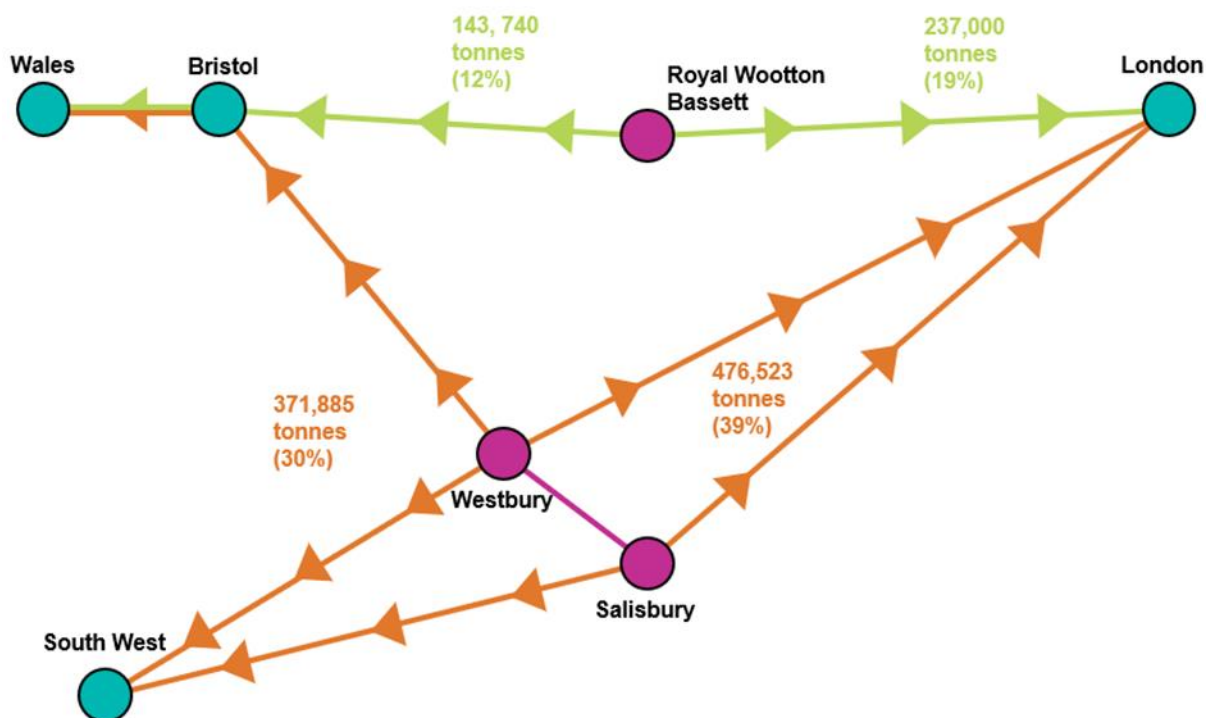 143, 740
tonnes
(12%)
237,000
tonnes
(19%)
Wales
Bristol
Royal Wootton
Bassett
London
371,885
tonnes
(30%)
476,523
tonnes
(39%)
Westbury
Salisbury
South West